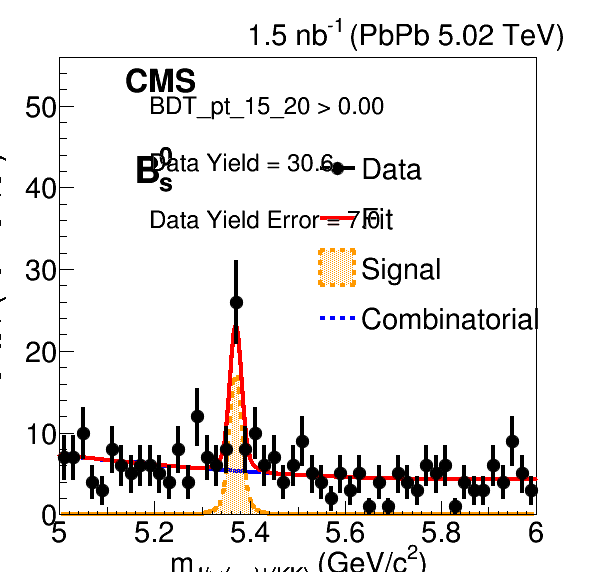 1.5 nb⁻¹ (PbPb 5.02 TeV)
CMS
BDT_pt_15_20 > 0.00
B⁰ₛ
Data Yield = 30.6
Data Yield Error = 7.0
Data
Fit
Signal
Combinatorial
50
40
30
20
10
0
5 5.2 5.4 5.6 5.8 6
(GeV/c²)